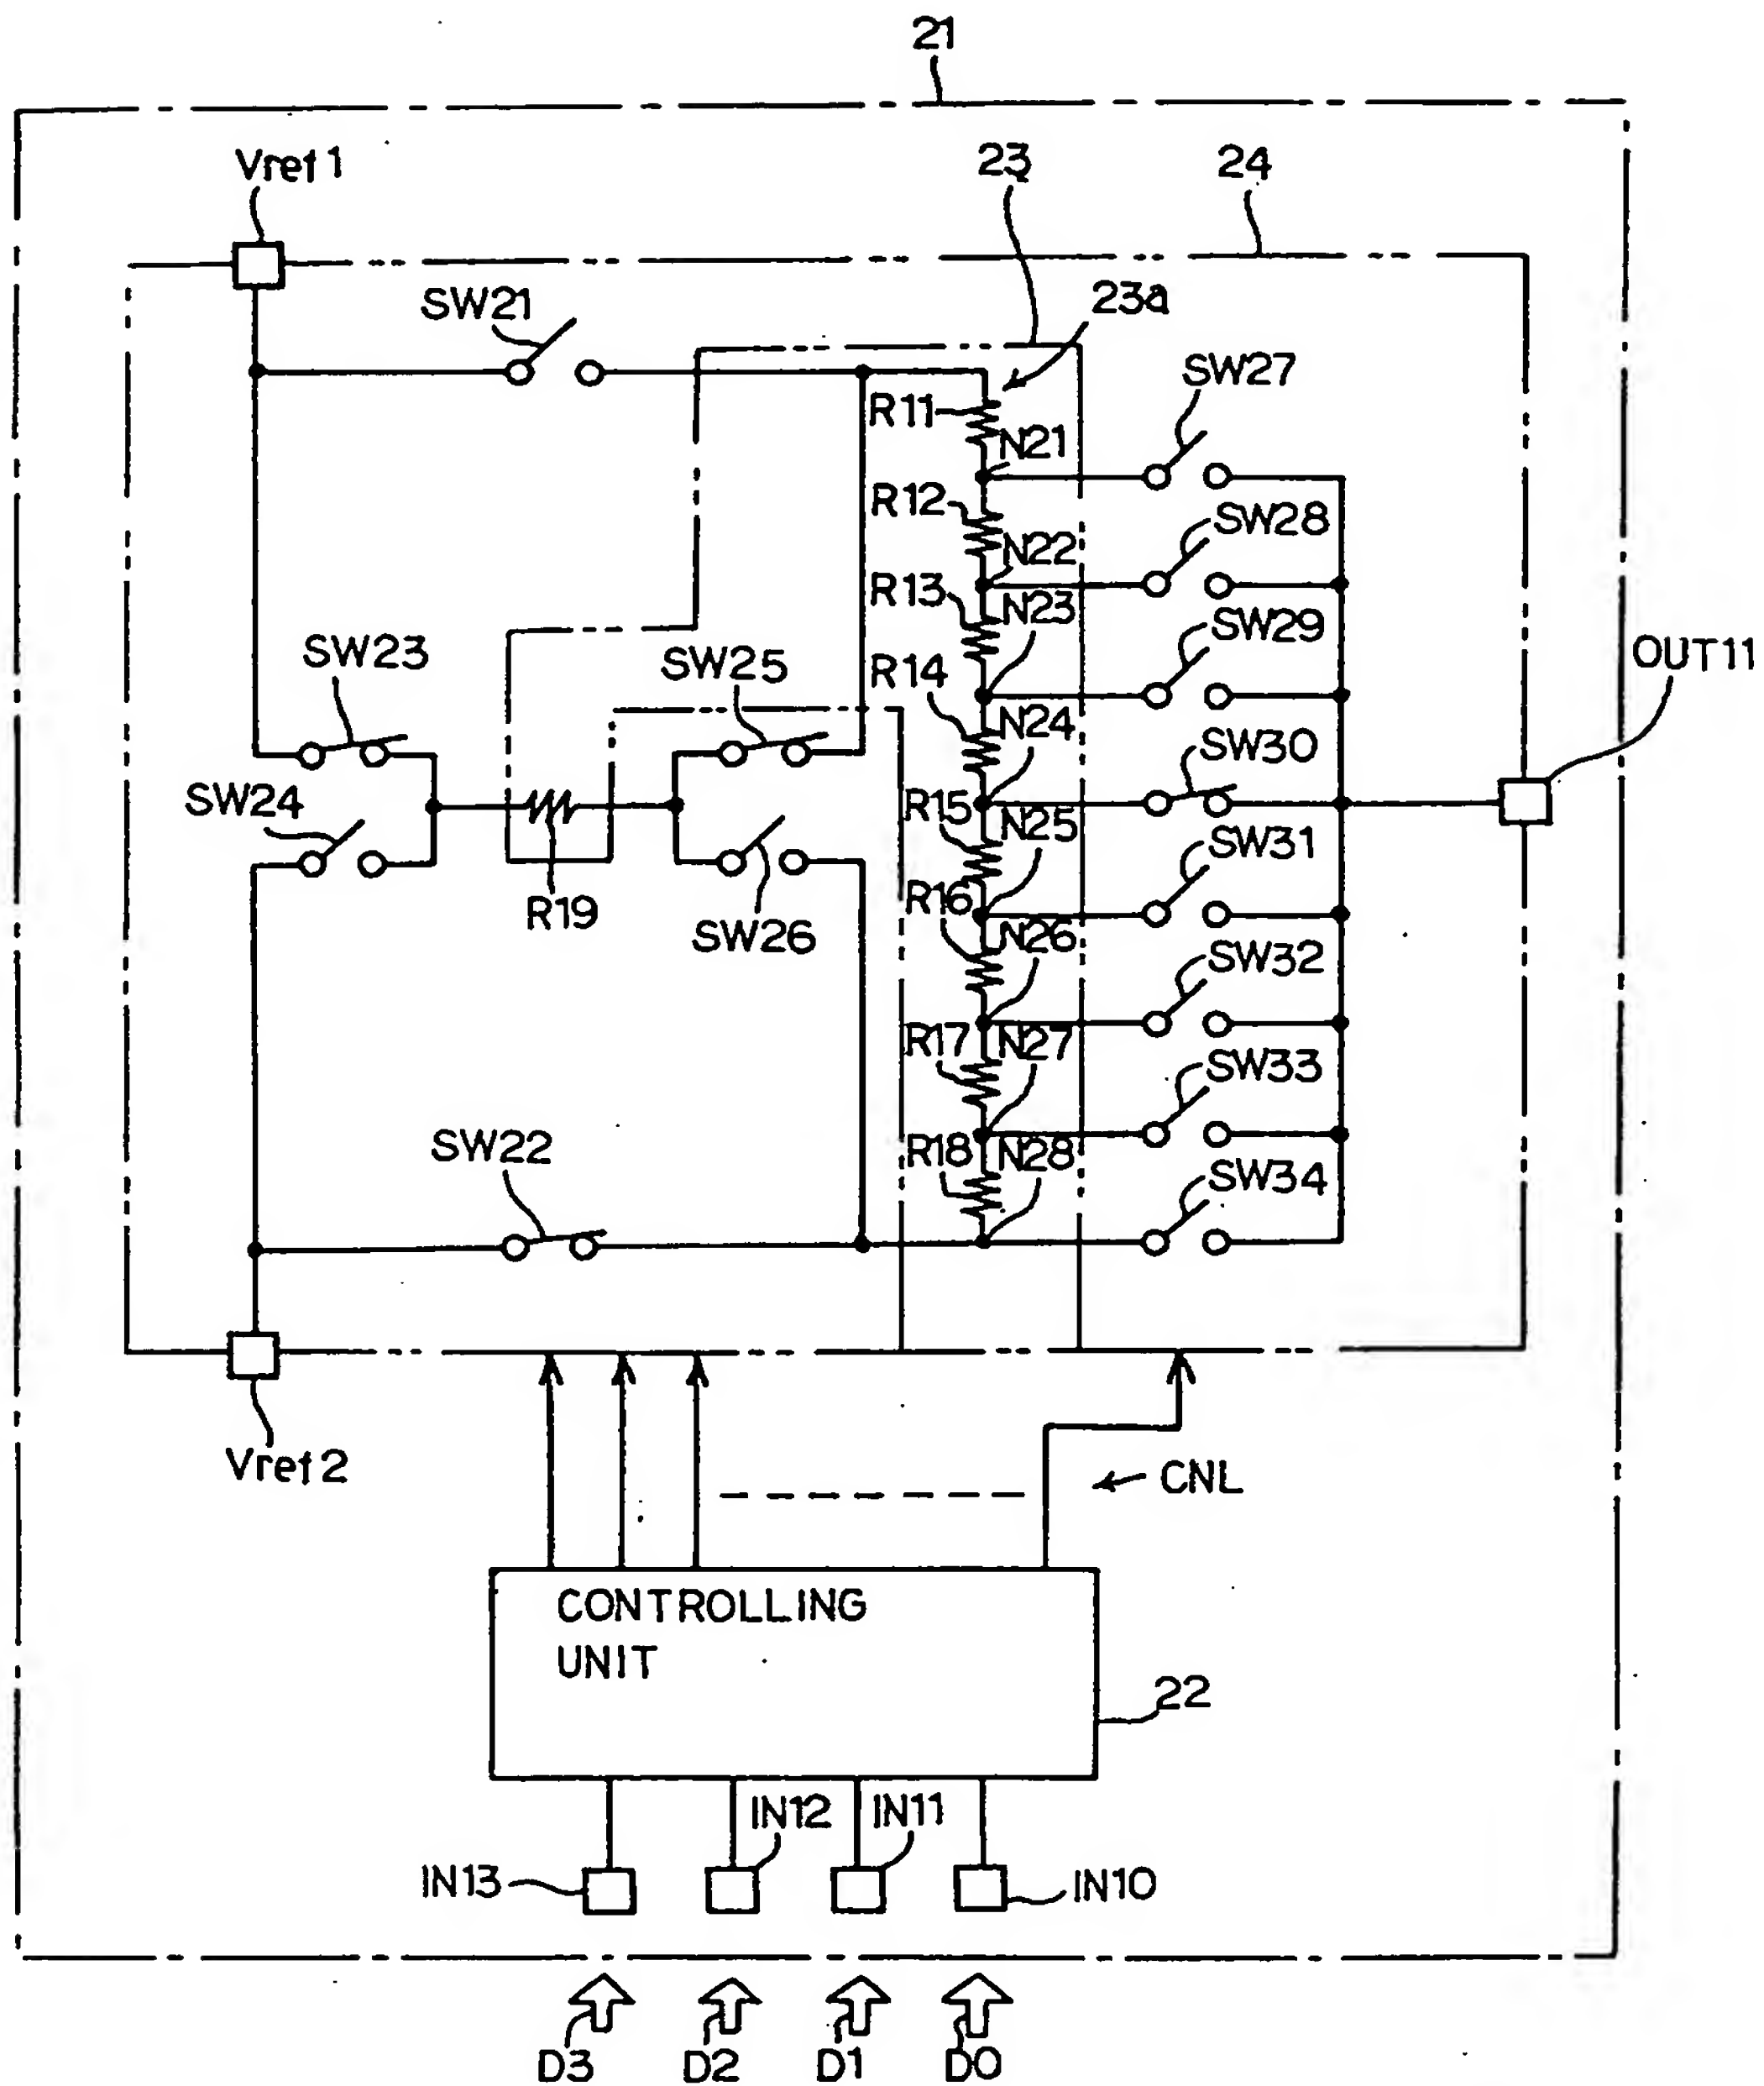 21
Vref1
23
24
SW21
23a
SW27
R11
N21
R12
SW28
N22
R13
N23
SW29
SW23
SW25
R14
OUT11
N24
SW30
SW24
R15
N25
SW31
R16
R19
SW26
N26
SW32
R17
N27
SW33
SW22
R18
N28
SW34
Vref2
CNL
CONTROLLING
UNIT
22
IN12
IN11
IN13
IN10
D3
D2
D1
D0